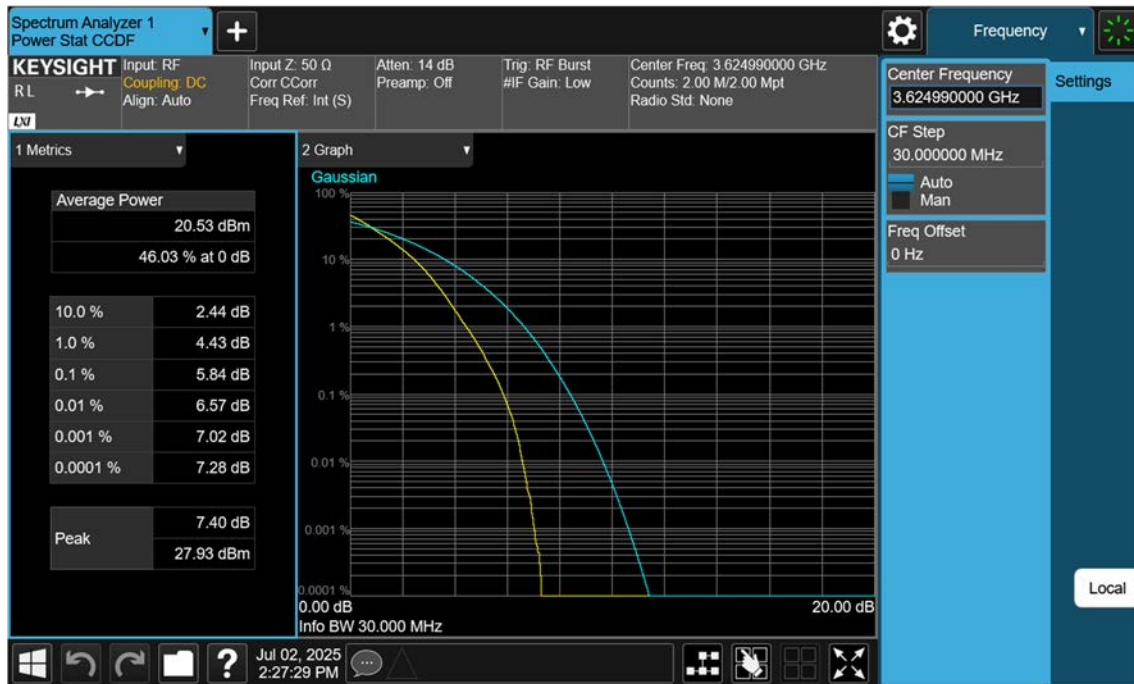 Spectrum Analyzer 1
Power Stat CCDF
Frequency
KEYSIGHT
RL
LXI
Input: RF
Coupling: DC
Align: Auto
Input Z: 50 Ω
Corr CCorr
Freq Ref: Int (S)
Atten: 14 dB
Preamp: Off
Trig: RF Burst
#IF Gain: Low
Center Freq: 3.624990000 GHz
Counts: 2.00 M/2.00 Mpt
Radio Std: None
Center Frequency
3.624990000 GHz
Settings
CF Step
30.000000 MHz
Auto
Man
Freq Offset
0 Hz
1 Metrics
Average Power
20.53 dBm
46.03 % at 0 dB
10.0 % 2.44 dB
1.0 % 4.43 dB
0.1 % 5.84 dB
0.01 % 6.57 dB
0.001 % 7.02 dB
0.0001 % 7.28 dB
Peak
7.40 dB
27.93 dBm
2 Graph
Gaussian
100 %
10 %
1 %
0.1 %
0.01 %
0.001 %
0.0001 %
0.00 dB 20.00 dB
Info BW 30.000 MHz
Local
?
Jul 02, 2025
2:27:29 PM